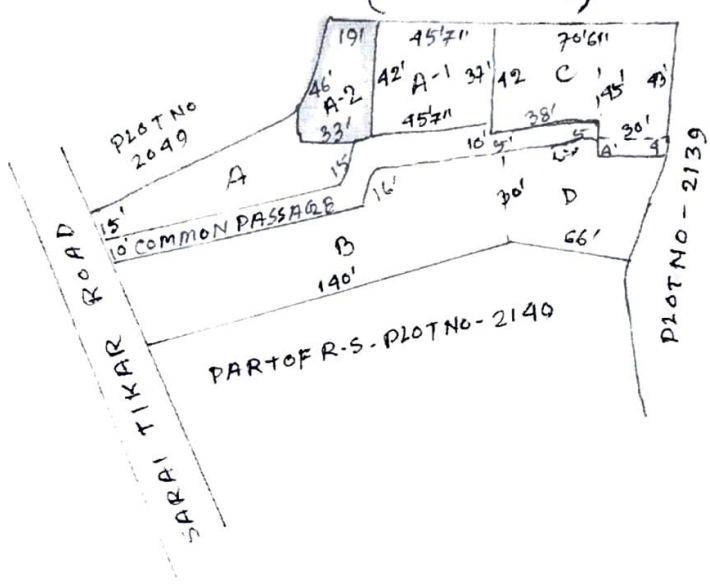 19' 45'7" 70'6"
46' A-2 42' A-1 37' 42 C 45' 43'
33' 45'7" 38' 30'
PLOT NO
2049
10' 5' 5 A' 4'
A 15'
16' 30' D
15'
10' COMMON PASSAGE
B
66'
140'
PLOT NO - 2139
SARAI TIKAR ROAD
PART OF R-S-PLOT NO - 2140